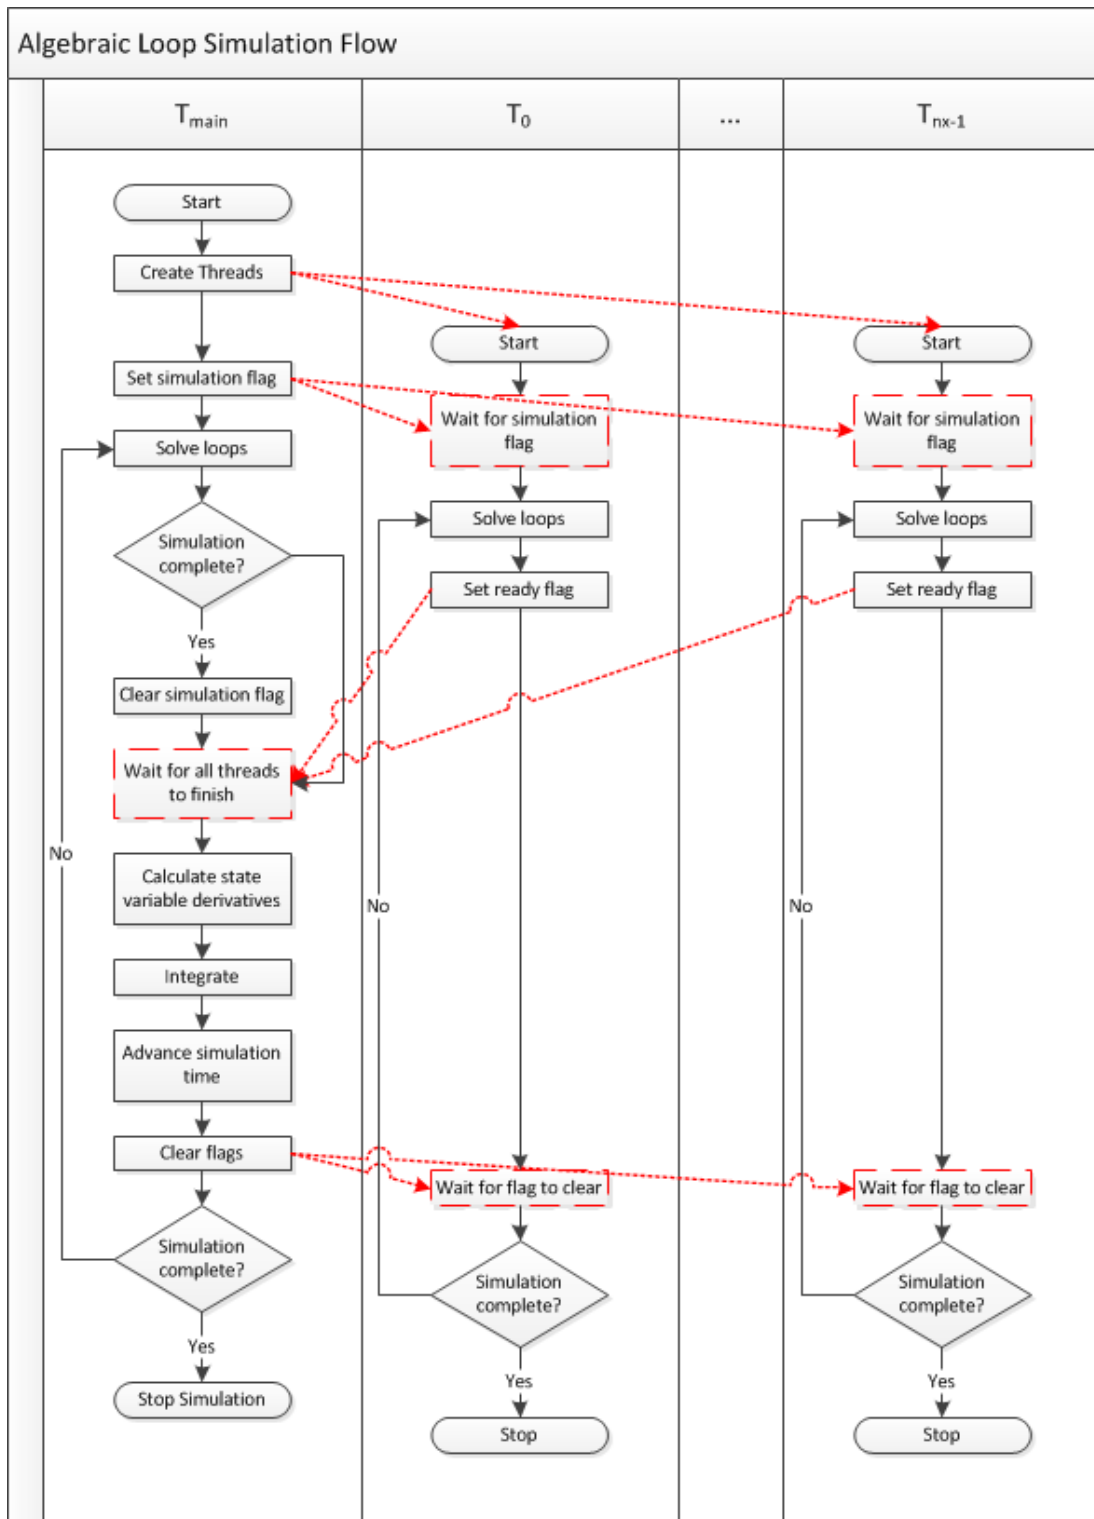 Algebraic Loop Simulation Flow
Tmain
T0
...
Tnx-1
Start
Create Threads
Set simulation flag
Solve loops
Simulation
complete?
Yes
Clear simulation flag
Wait for all threads
to finish
No
Calculate state
variable derivatives
Integrate
Advance simulation
time
Clear flags
Simulation
complete?
Yes
Stop Simulation
Start
Wait for simulation
flag
Solve loops
Set ready flag
No
Wait for flag to clear
Simulation
complete?
Yes
Stop
Start
Wait for simulation
flag
Solve loops
Set ready flag
No
Wait for flag to clear
Simulation
complete?
Yes
Stop